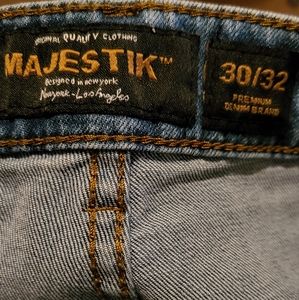 ORIGINAL QUALITY CLOTHING
MAJESTIK™
designed in new york
New york - Los Angeles
30/32
PREMIUM
DENIM BRAND